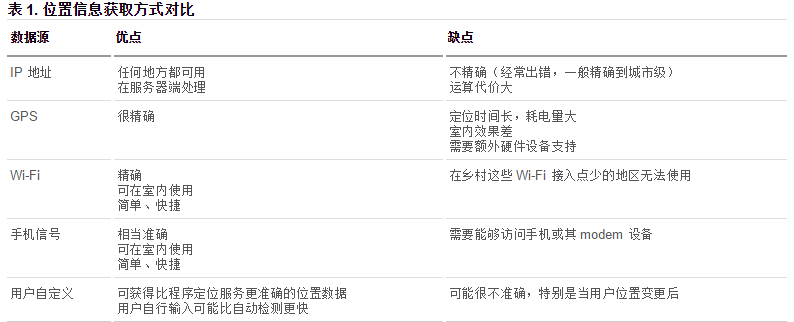 表 1. 位置信息获取方式对比
数据源 优点 缺点
IP 地址 任何地方都可用 不精确（经常出错，一般精确到城市级）
在服务器端处理 运算代价大
GPS 很精确 定位时间长，耗电量大
室内效果差
需要额外硬件设备支持
Wi-Fi 精确 在乡村这些Wi-Fi 接入点少的地区无法使用
可在室内使用
简单、快捷
手机信号 相当准确 需要能够访问手机或其 modem 设备
可在室内使用
简单、快捷
用户自定义 可获得比程序定位服务更准确的位置数据 可能很不准确，特别是当用户位置变更后
用户自行输入可能比自动检测更快